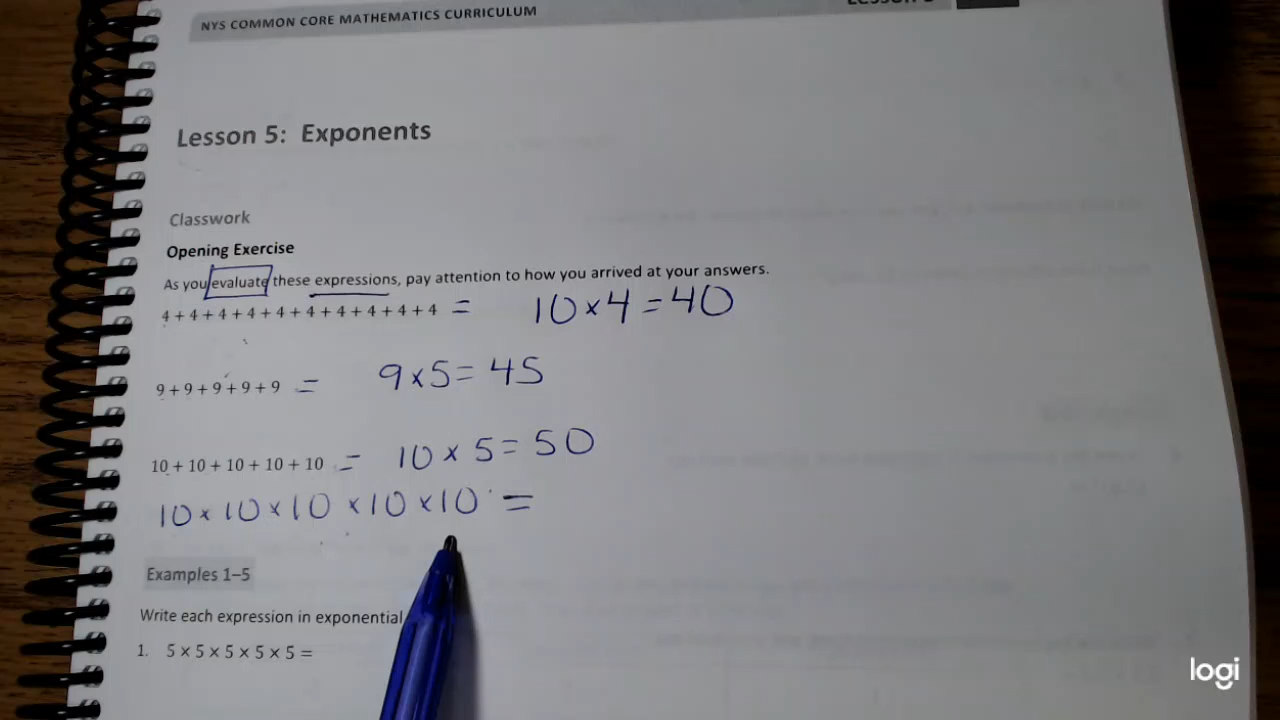 NYS COMMON CORE MATHEMATICS CURRICULUM
Lesson 5: Exponents
Classwork
Opening Exercise
As you evaluate these expressions, pay attention to how you arrived at your answers.
4 + 4 + 4 + 4 + 4 + 4 + 4 + 4 + 4 + 4 = 10 × 4 = 40
9 + 9 + 9 + 9 + 9 = 9 × 5 = 45
10 + 10 + 10 + 10 + 10 = 10 × 5 = 50
10 × 10 × 10 × 10 × 10 =
Examples 1–5
Write each expression in exponential
1. 5 × 5 × 5 × 5 × 5 =
logi